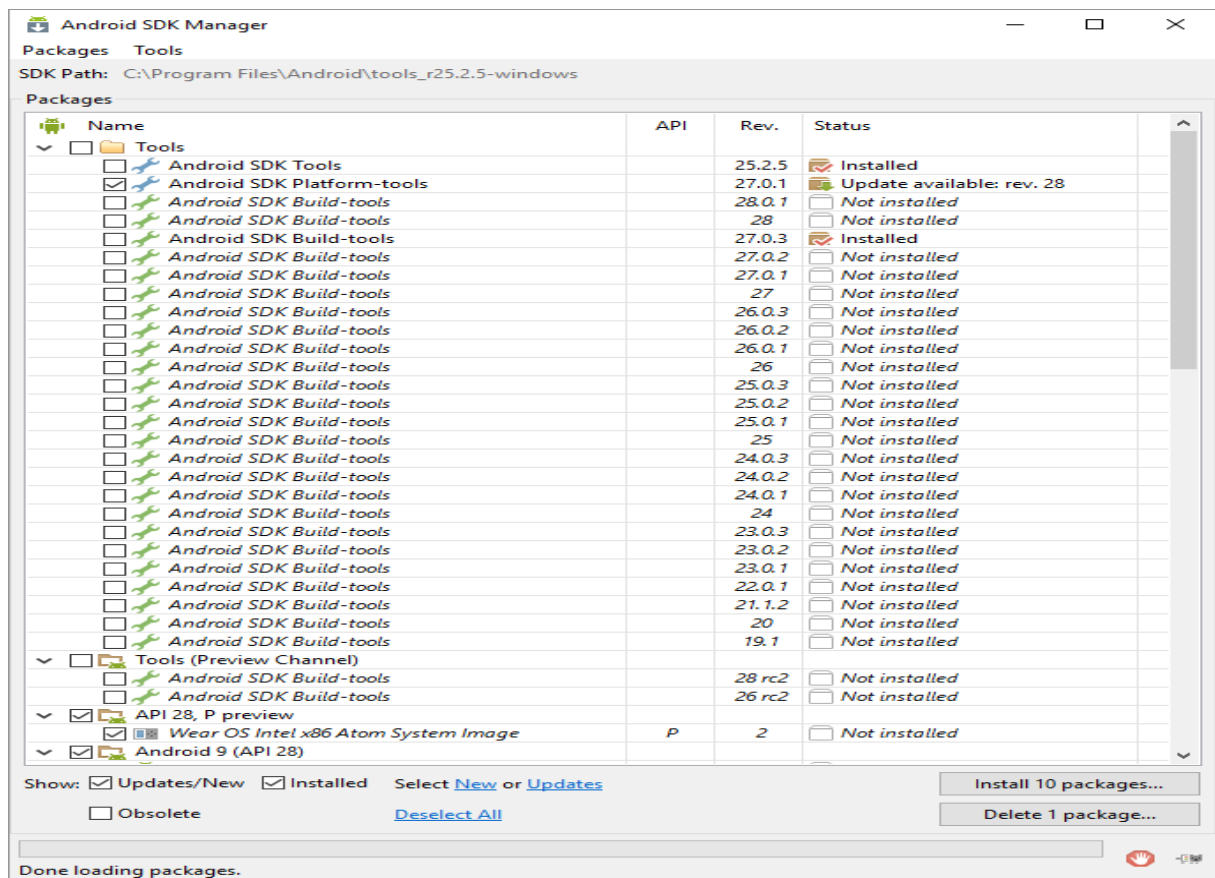 Android SDK Manager
Packages Tools
SDK Path: C:\Program Files\Android\tools_r25.2.5-windows
Packages
Name API Rev. Status
Tools
Android SDK Tools 25.2.5 Installed
Android SDK Platform-tools 27.0.1 Update available: rev. 28
Android SDK Build-tools 28.0.1 Not installed
Android SDK Build-tools 28 Not installed
Android SDK Build-tools 27.0.3 Installed
Android SDK Build-tools 27.0.2 Not installed
Android SDK Build-tools 27.0.1 Not installed
Android SDK Build-tools 27 Not installed
Android SDK Build-tools 26.0.3 Not installed
Android SDK Build-tools 26.0.2 Not installed
Android SDK Build-tools 26.0.1 Not installed
Android SDK Build-tools 26 Not installed
Android SDK Build-tools 25.0.3 Not installed
Android SDK Build-tools 25.0.2 Not installed
Android SDK Build-tools 25.0.1 Not installed
Android SDK Build-tools 25 Not installed
Android SDK Build-tools 24.0.3 Not installed
Android SDK Build-tools 24.0.2 Not installed
Android SDK Build-tools 24.0.1 Not installed
Android SDK Build-tools 24 Not installed
Android SDK Build-tools 23.0.3 Not installed
Android SDK Build-tools 23.0.2 Not installed
Android SDK Build-tools 23.0.1 Not installed
Android SDK Build-tools 22.0.1 Not installed
Android SDK Build-tools 21.1.2 Not installed
Android SDK Build-tools 20 Not installed
Android SDK Build-tools 19.1 Not installed
Tools (Preview Channel)
Android SDK Build-tools 28 rc2 Not installed
Android SDK Build-tools 26 rc2 Not installed
API 28, P preview
Wear OS Intel x86 Atom System Image P 2 Not installed
Android 9 (API 28)
Show: Updates/New Installed Select New or Updates Install 10 packages...
Obsolete Deselect All Delete 1 package...
Done loading packages.